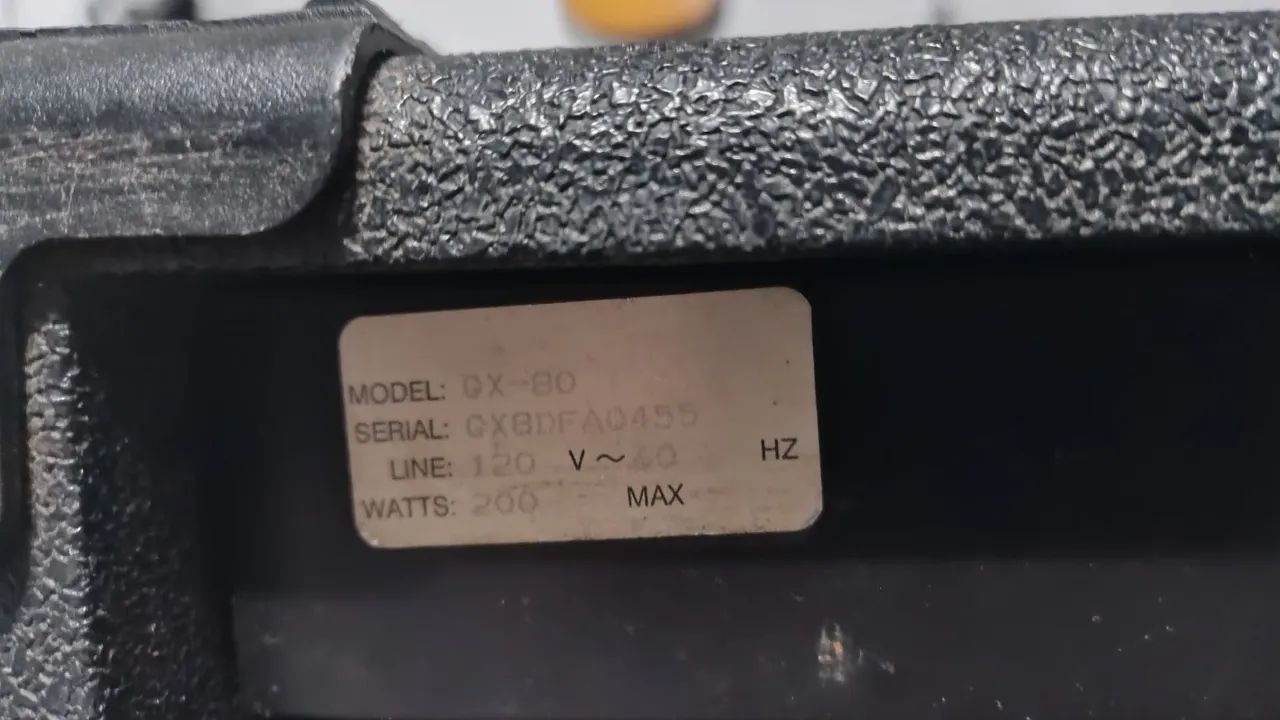 MODEL: GX-80
SERIAL: GX8DFA0455
LINE: 120 V~ 60 HZ
WATTS: 200 MAX